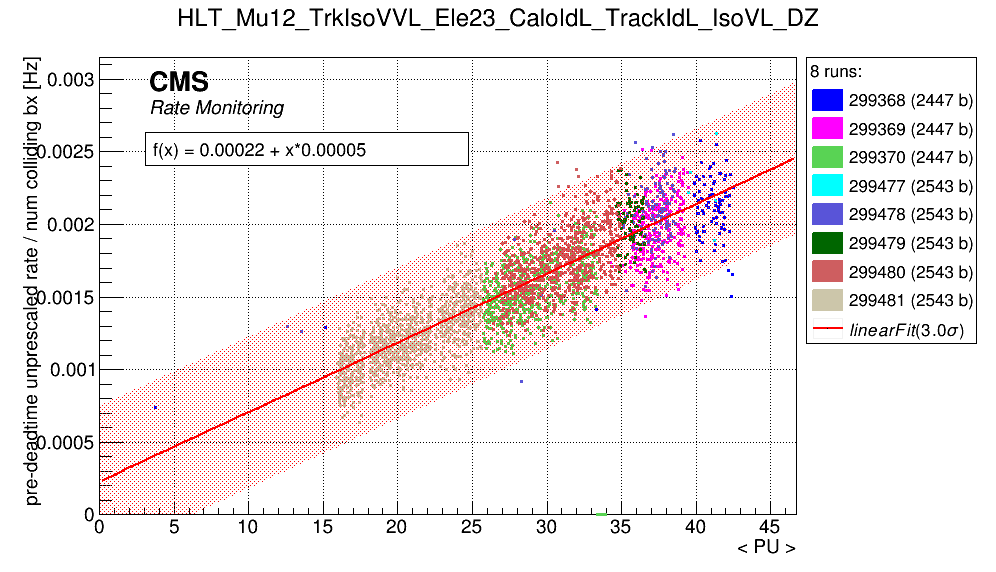 HLT_Mu12_TrkIsoVVL_Ele23_CaloIdL_TrackIdL_IsoVL_DZ
pre-deadtime unprescaled rate / num colliding bx [Hz]
CMS
Rate Monitoring
f(x) = 0.00022 + x*0.00005
0.003
0.0025
0.002
0.0015
0.001
0.0005
0
0 5 10 15 20 25 30 35 40 45
< PU >
8 runs:
299368 (2447 b)
299369 (2447 b)
299370 (2447 b)
299477 (2543 b)
299478 (2543 b)
299479 (2543 b)
299480 (2543 b)
299481 (2543 b)
linearFit(3.0σ)